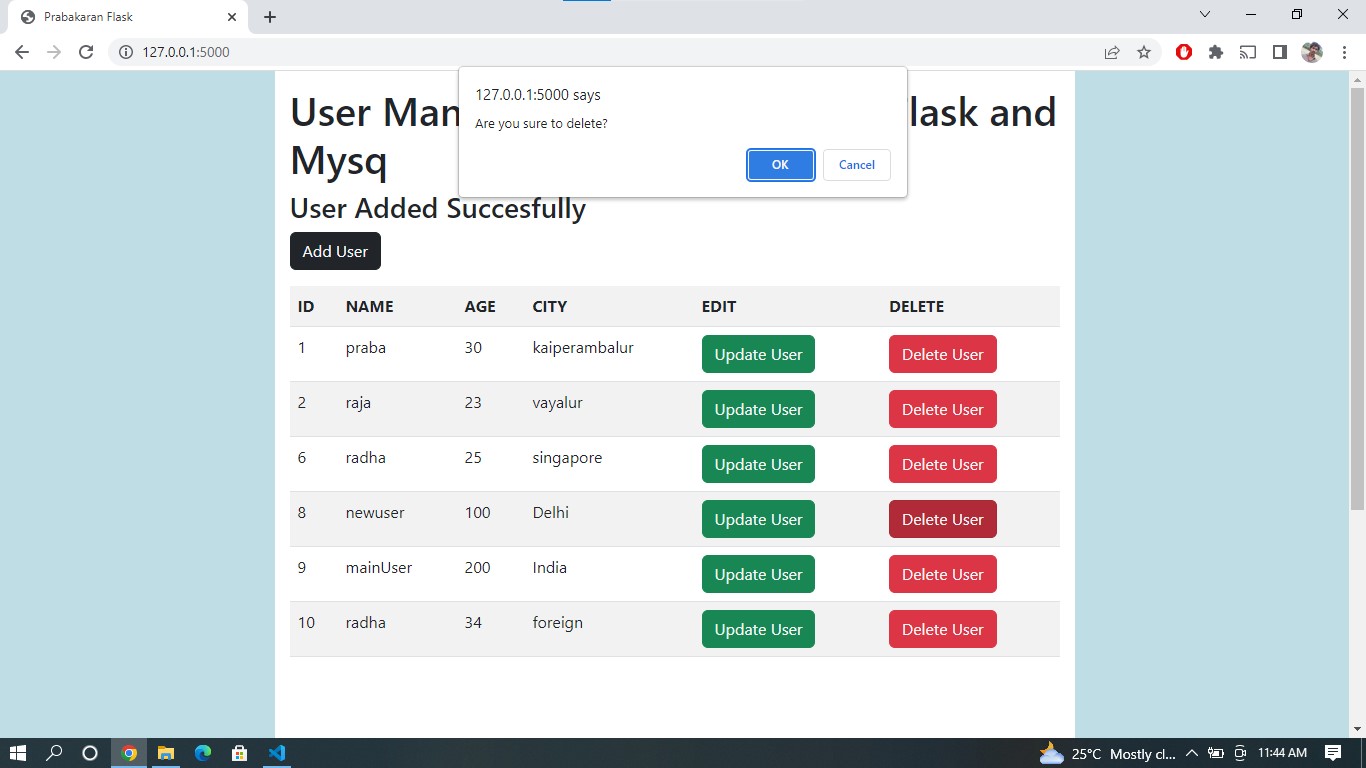 Prabakaran Flask
127.0.0.1:5000
127.0.0.1:5000 says
Are you sure to delete?
OK Cancel
User Man lask and
Mysq
User Added Succesfully
Add User
ID NAME AGE CITY EDIT DELETE
1 praba 30 kaiperambalur Update User Delete User
2 raja 23 vayalur Update User Delete User
6 radha 25 singapore Update User Delete User
8 newuser 100 Delhi Update User Delete User
9 mainUser 200 India Update User Delete User
10 radha 34 foreign Update User Delete User
25°C Mostly cl... 11:44 AM